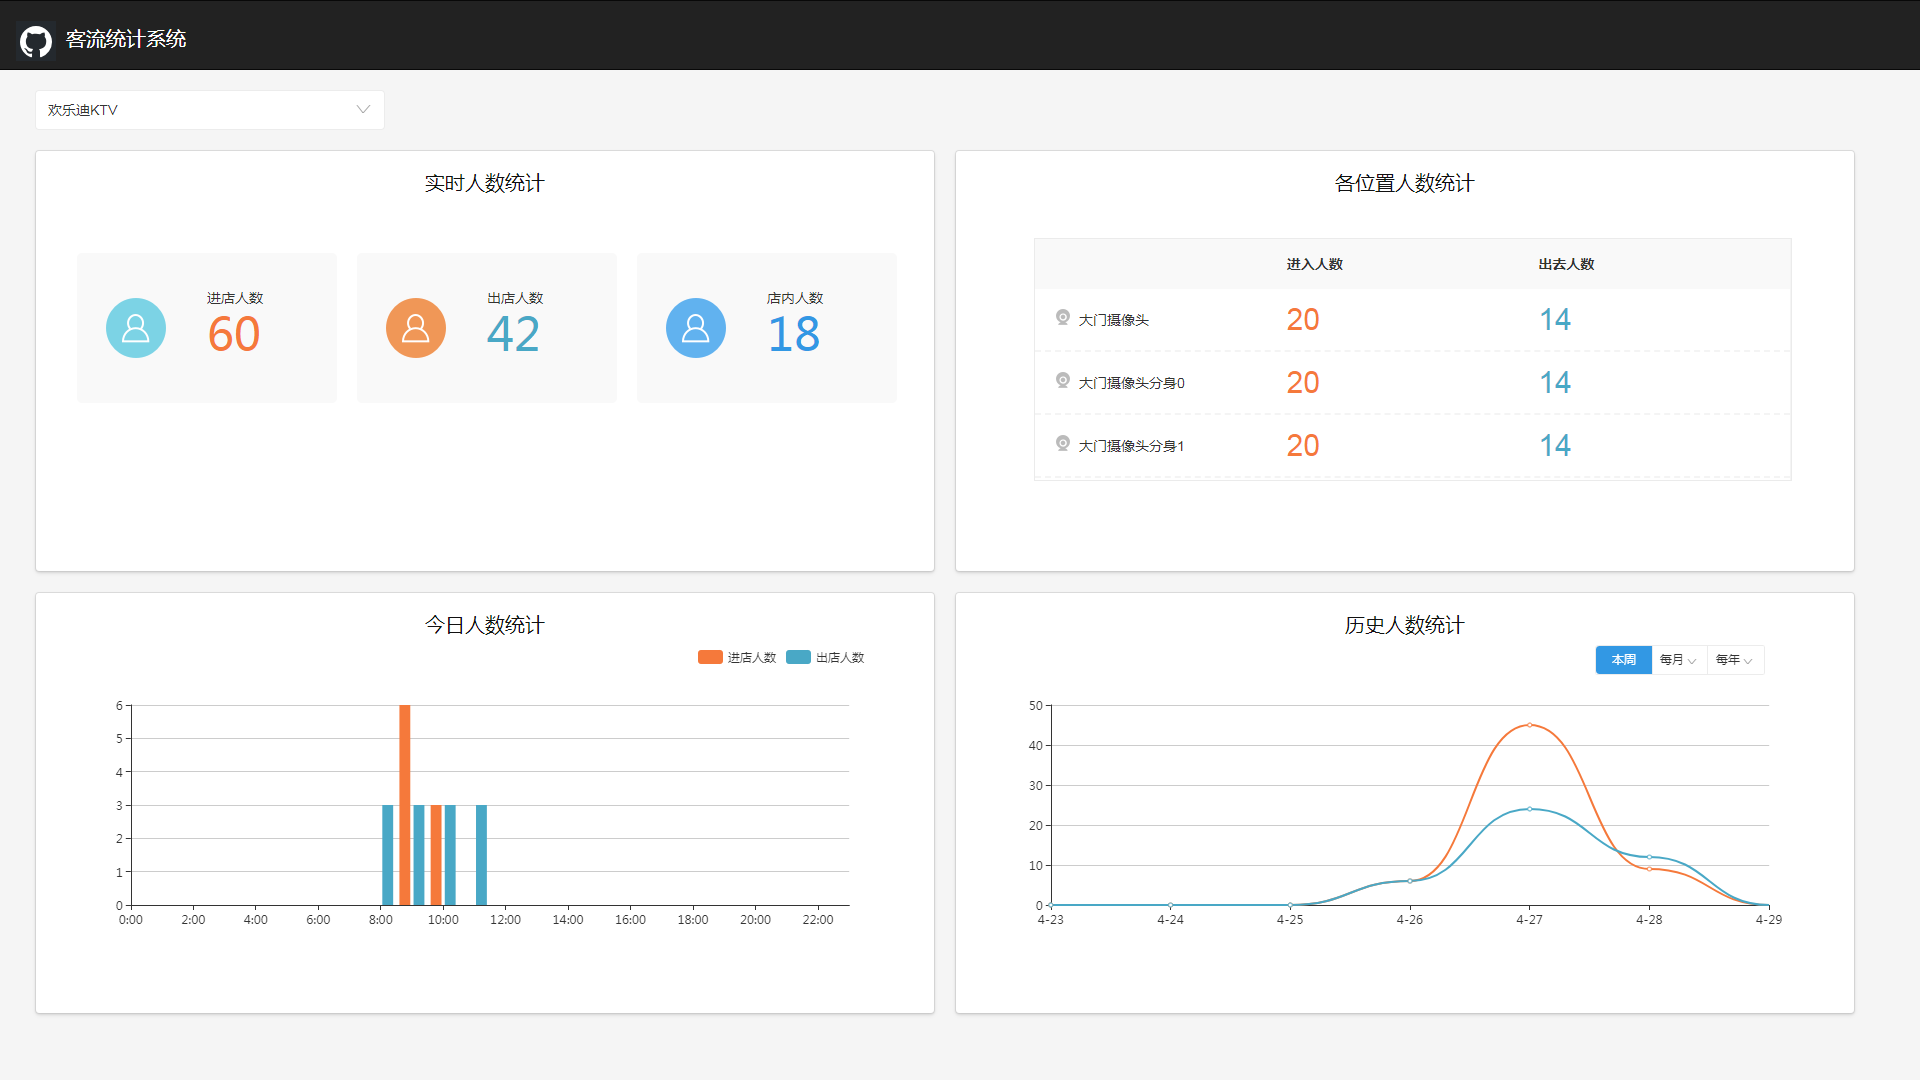 客流统计系统
欢乐迪KTV
实时人数统计
进店人数
60
出店人数
42
店内人数
18
各位置人数统计
进入人数 出去人数
大门摄像头 20 14
大门摄像头分身0 20 14
大门摄像头分身1 20 14
今日人数统计
进店人数 出店人数
6
5
4
3
2
1
0
0:00 2:00 4:00 6:00 8:00 10:00 12:00 14:00 16:00 18:00 20:00 22:00
历史人数统计
本周 每月 每年
50
40
30
20
10
0
4-23 4-24 4-25 4-26 4-27 4-28 4-29